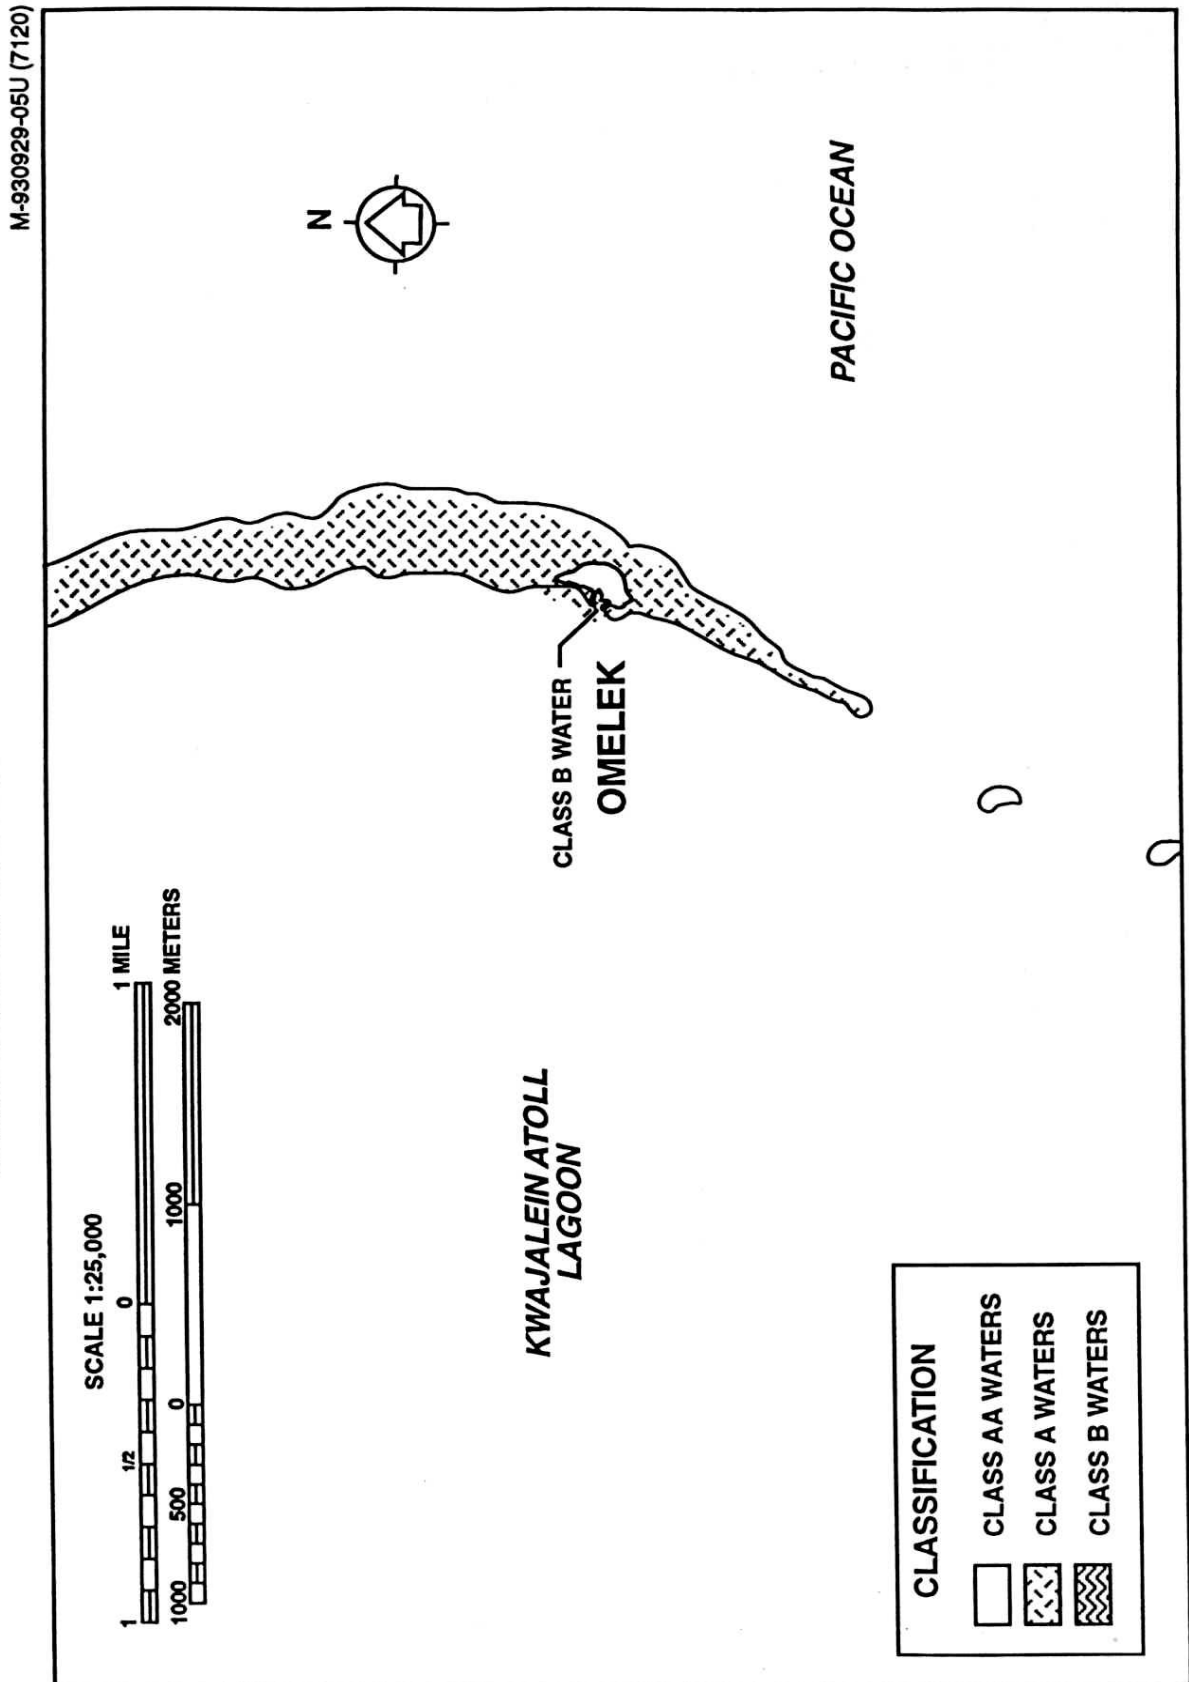 M-930929-05U (7120)
SCALE 1:25,000
1 1/2 0 1 MILE
1000 500 0 1000 2000 METERS
N
CLASS B WATER
OMELEK
KWAJALEIN ATOLL
LAGOON
PACIFIC OCEAN
CLASSIFICATION
CLASS AA WATERS
CLASS A WATERS
CLASS B WATERS